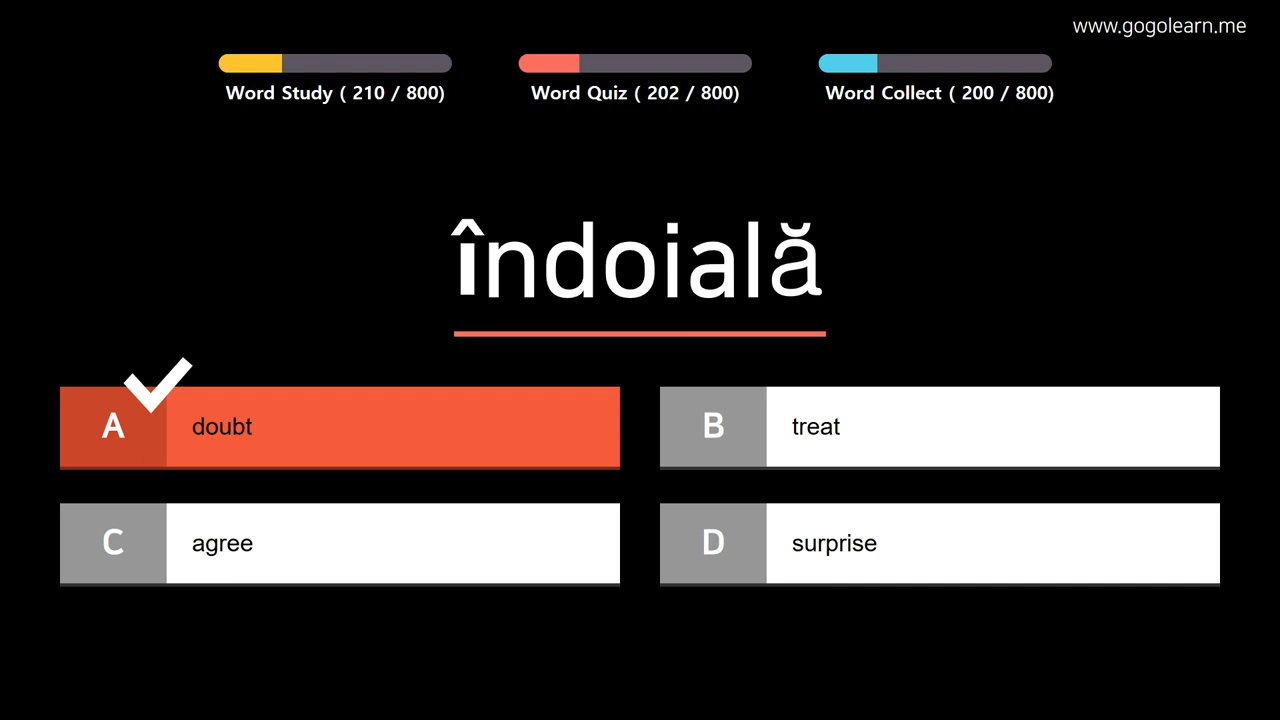 www.gogolearn.me
Word Study ( 210 / 800)
Word Quiz ( 202 / 800)
Word Collect ( 200 / 800)
îndoială
A doubt
B treat
C agree
D surprise